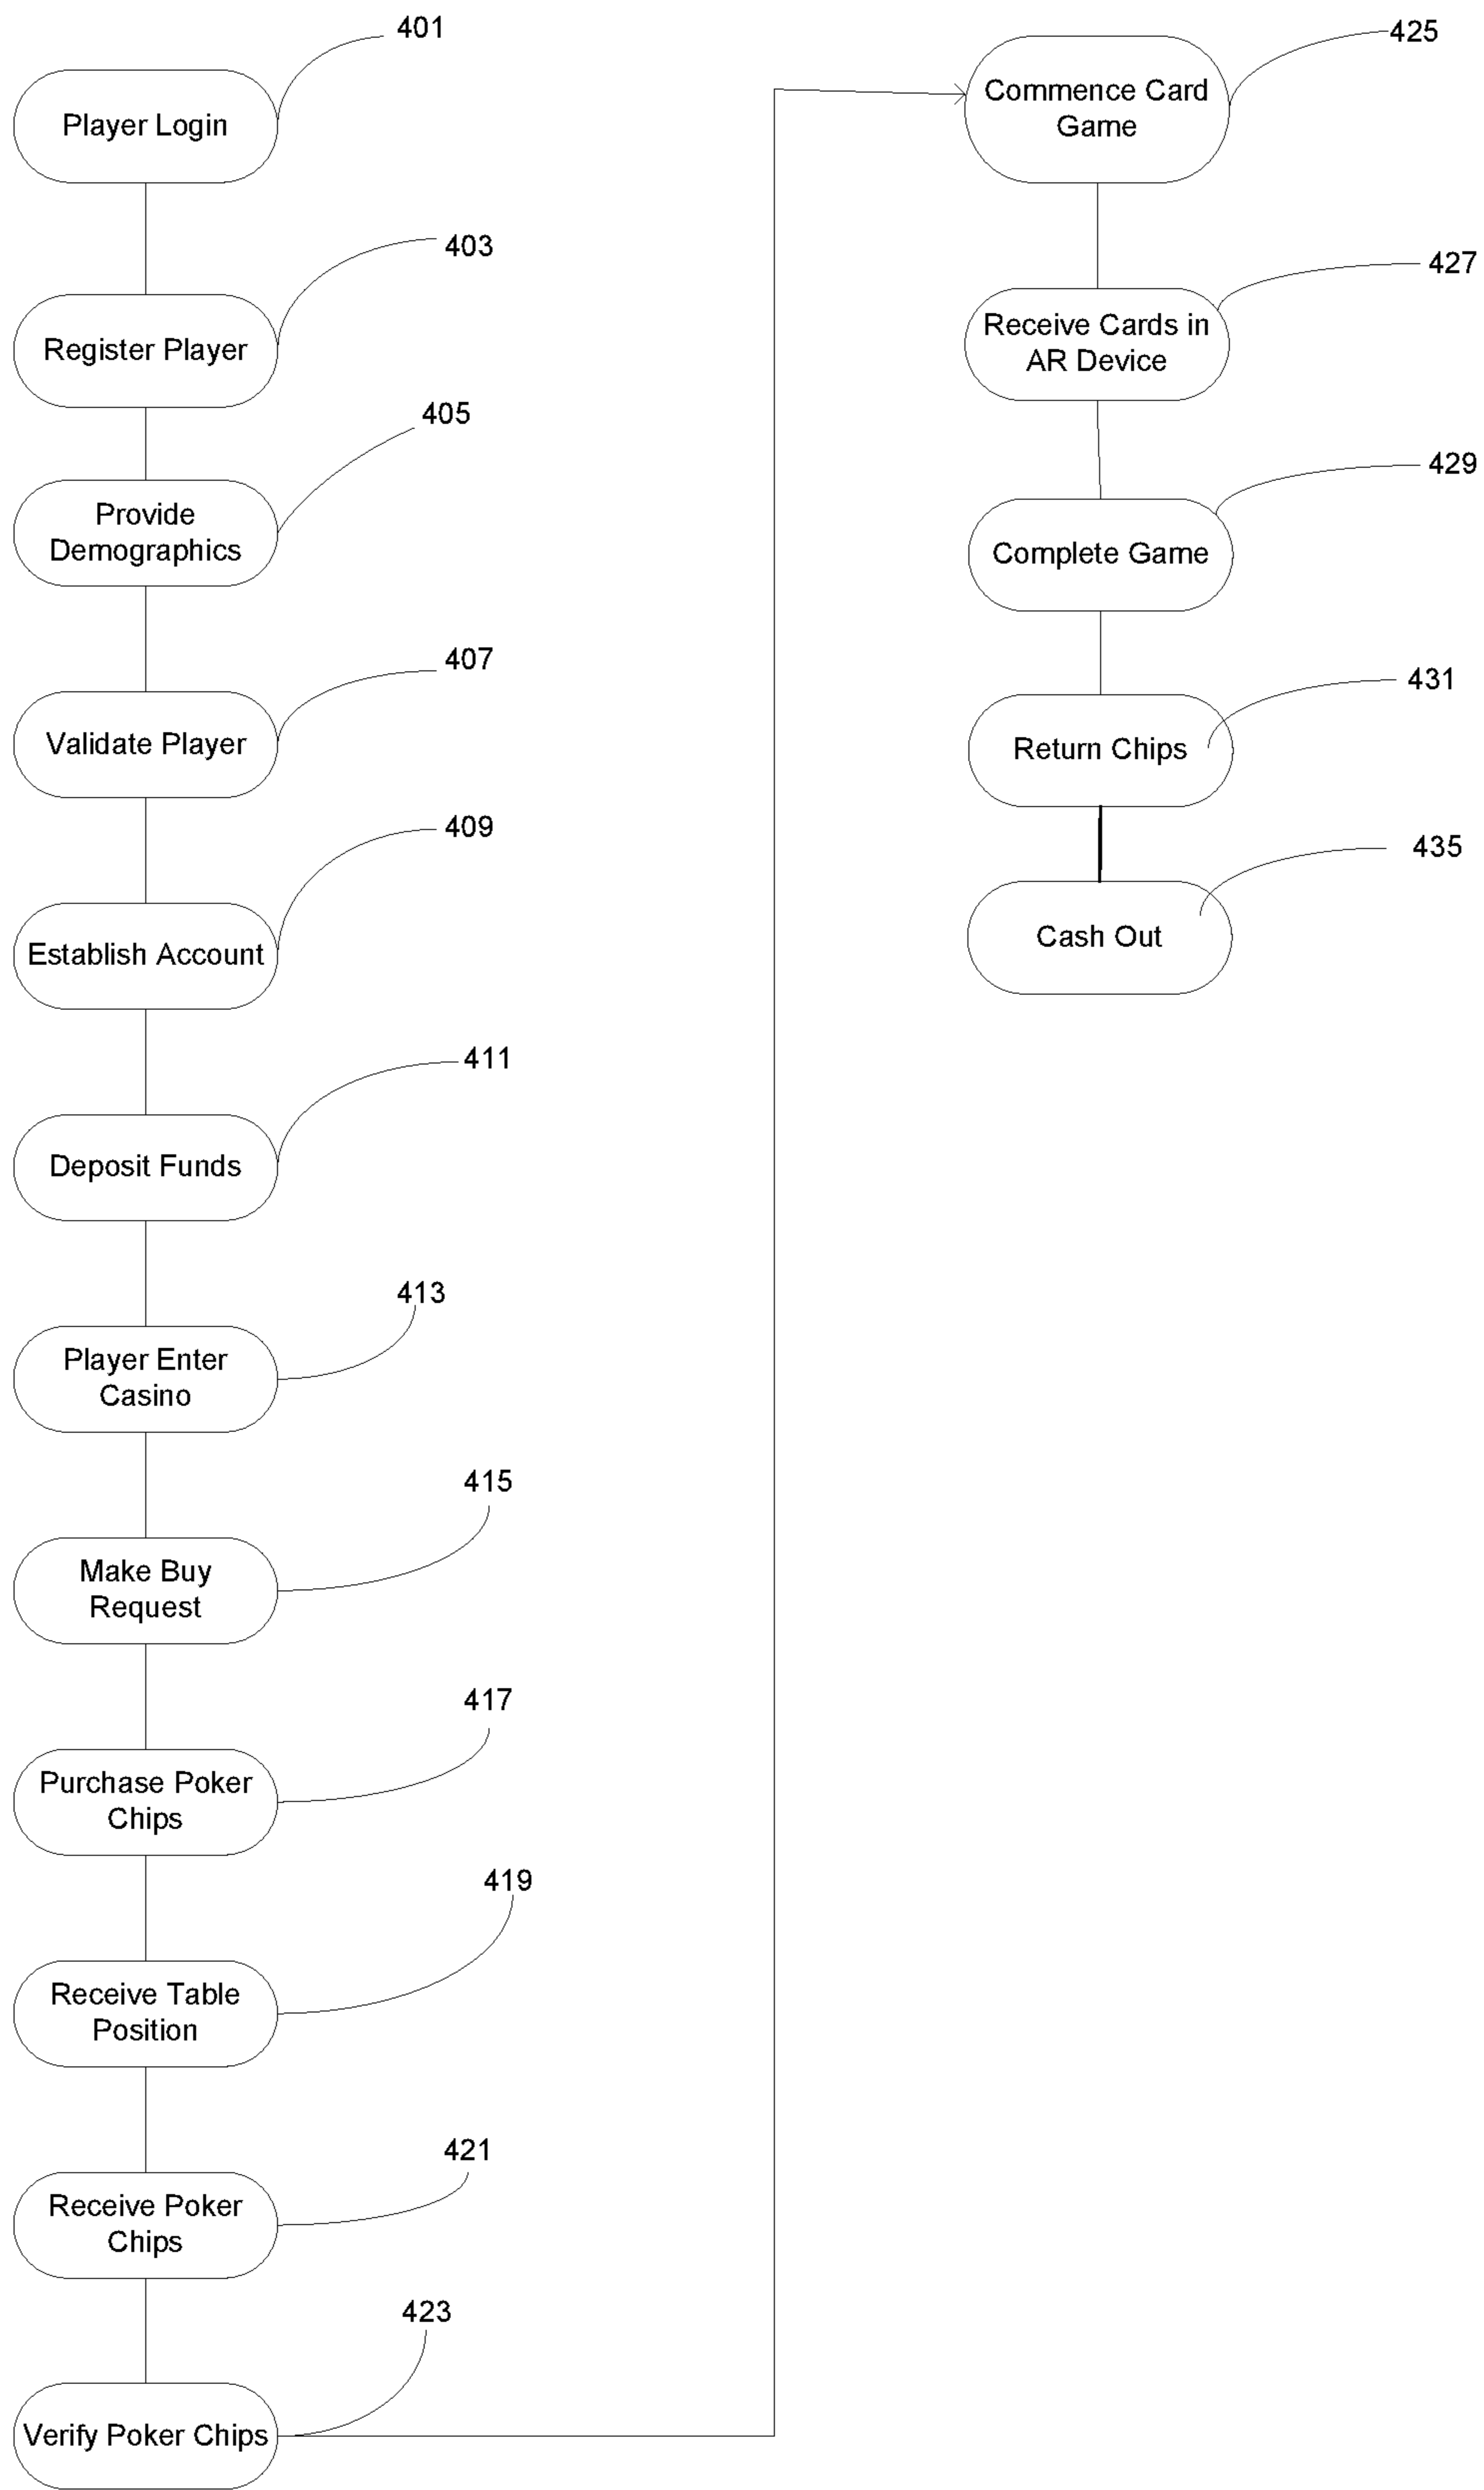 401
Player Login
403
Register Player
405
Provide
Demographics
407
Validate Player
409
Establish Account
411
Deposit Funds
413
Player Enter
Casino
415
Make Buy
Request
417
Purchase Poker
Chips
419
Receive Table
Position
421
Receive Poker
Chips
423
Verify Poker Chips
425
Commence Card
Game
427
Receive Cards in
AR Device
429
Complete Game
431
Return Chips
435
Cash Out